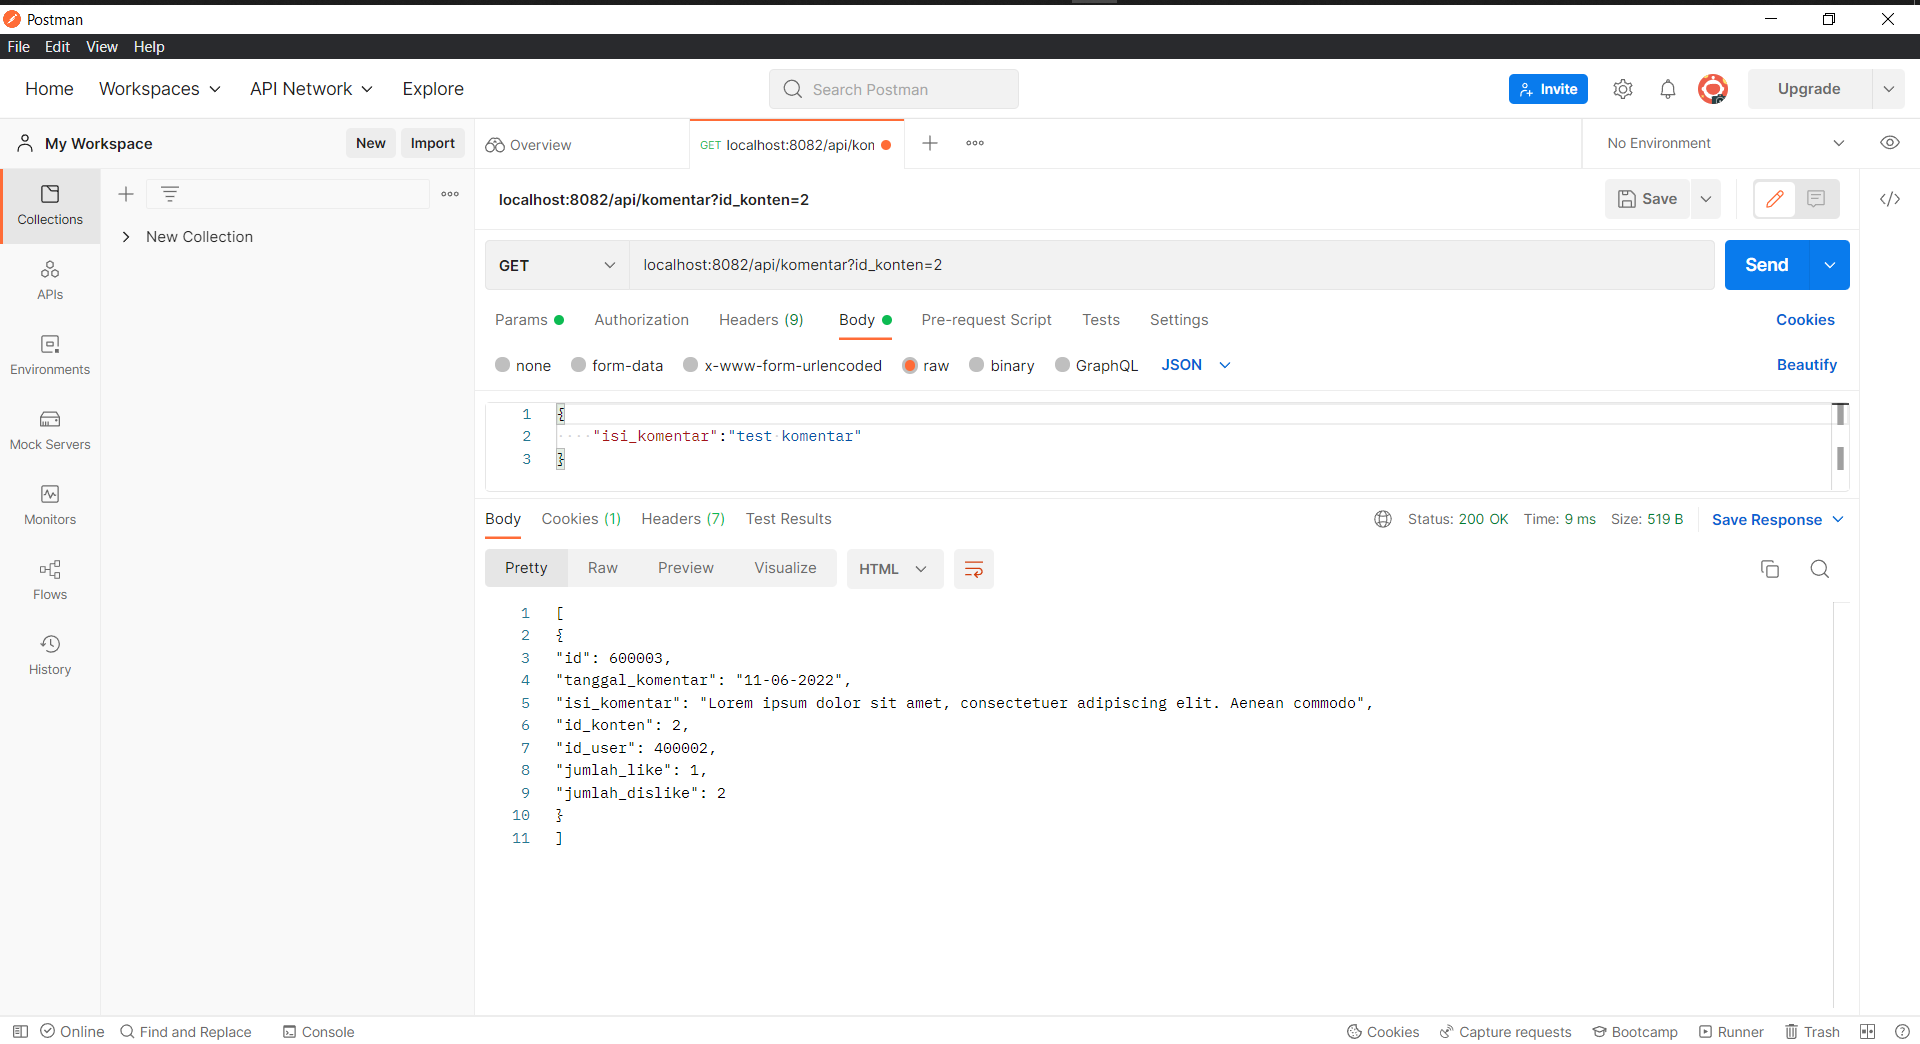 Postman
File Edit View Help
Home Workspaces API Network Explore Search Postman Invite Upgrade
My Workspace New Import Overview GET localhost:8082/api/kon No Environment
Collections
New Collection
APIs
Environments
Mock Servers
Monitors
Flows
History
localhost:8082/api/komentar?id_konten=2 Save
GET localhost:8082/api/komentar?id_konten=2 Send
Params Authorization Headers (9) Body Pre-request Script Tests Settings Cookies
none form-data x-www-form-urlencoded raw binary GraphQL JSON Beautify
1 {
2 ····"isi_komentar":"test·komentar"
3 }
Body Cookies (1) Headers (7) Test Results Status: 200 OK Time: 9 ms Size: 519 B Save Response
Pretty Raw Preview Visualize HTML
1 [
2 {
3 "id": 600003,
4 "tanggal_komentar": "11-06-2022",
5 "isi_komentar": "Lorem ipsum dolor sit amet, consectetuer adipiscing elit. Aenean commodo",
6 "id_konten": 2,
7 "id_user": 400002,
8 "jumlah_like": 1,
9 "jumlah_dislike": 2
10 }
11 ]
Online Find and Replace Console Cookies Capture requests Bootcamp Runner Trash